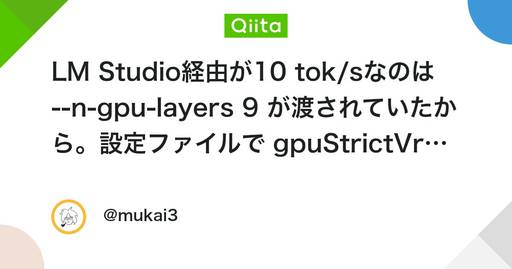 Qiita
LM Studio経由が10 tok/sなのは
--n-gpu-layers 9 が渡されていたか
ら。設定ファイルで gpuStrictVr…
@mukai3